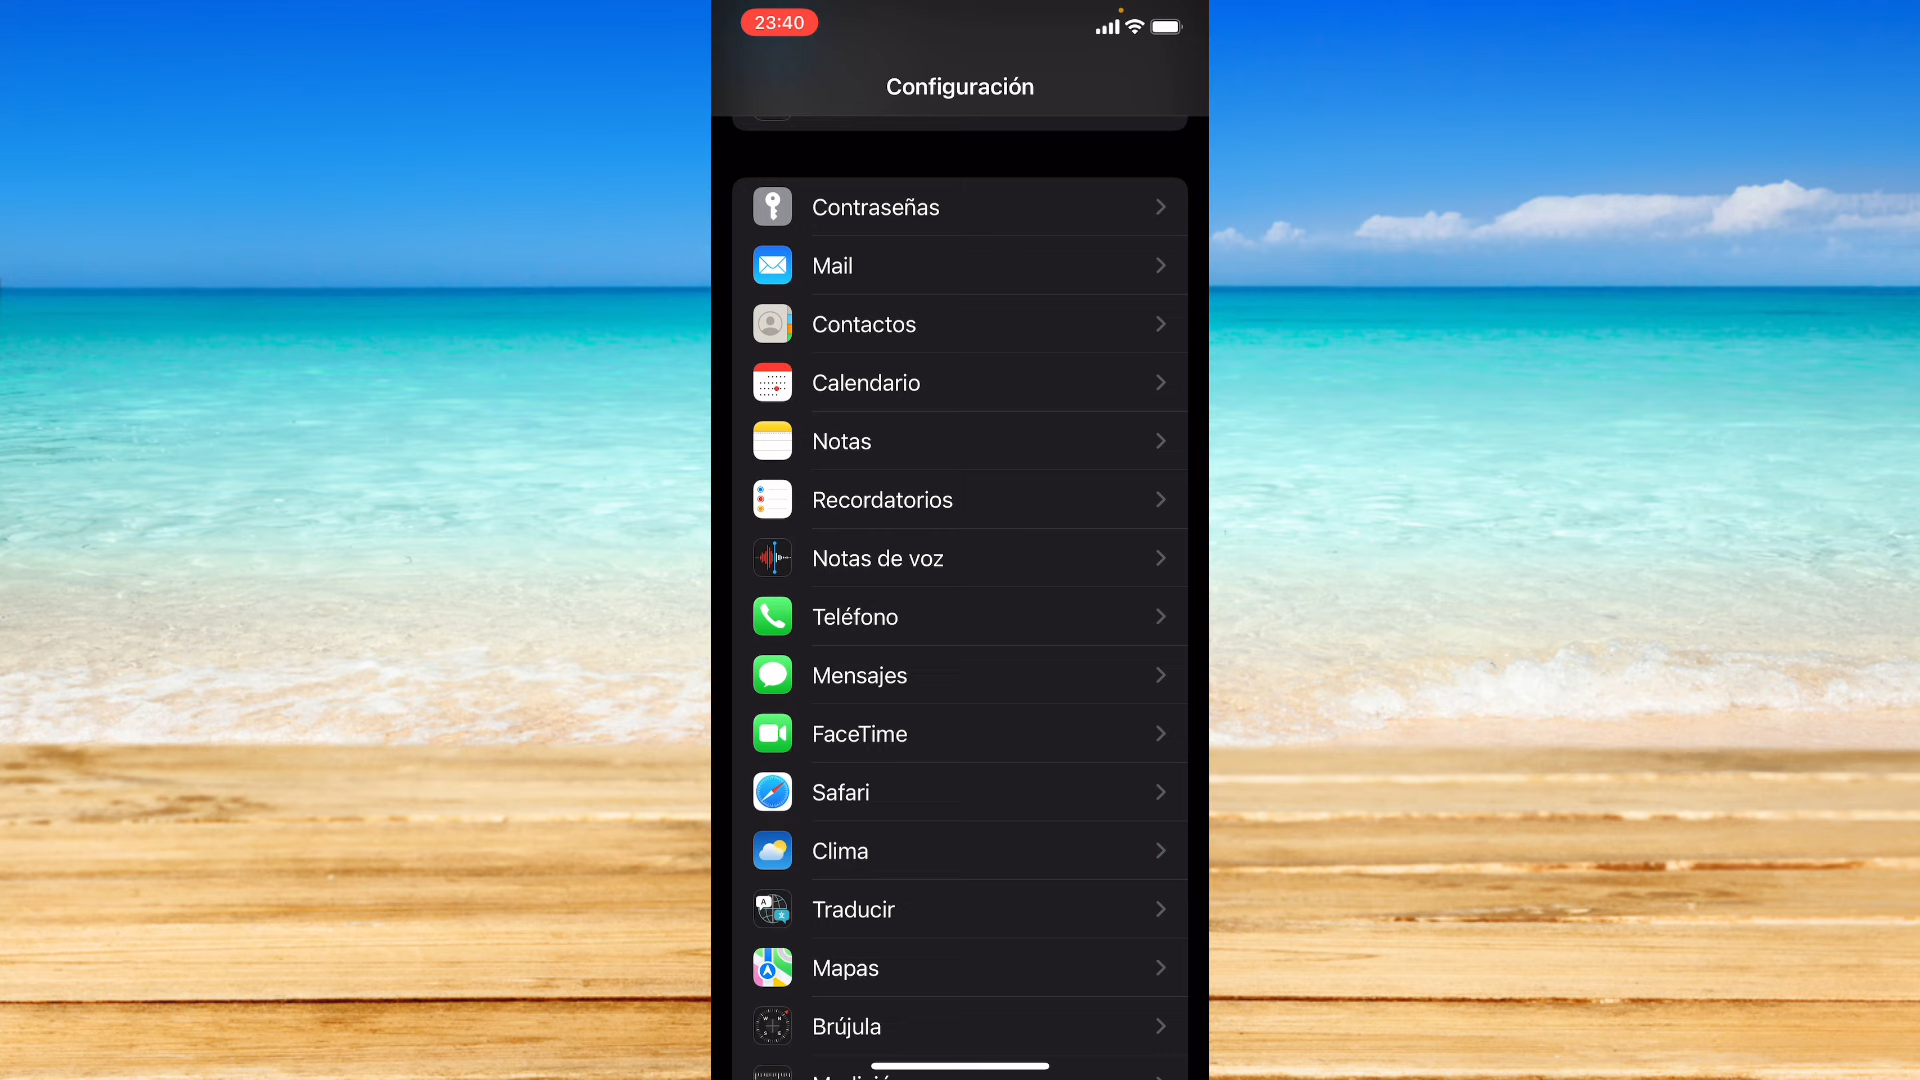 23:40
Configuración
Contraseñas
Mail
Contactos
Calendario
Notas
Recordatorios
Notas de voz
Teléfono
Mensajes
FaceTime
Safari
Clima
Traducir
Mapas
Brújula